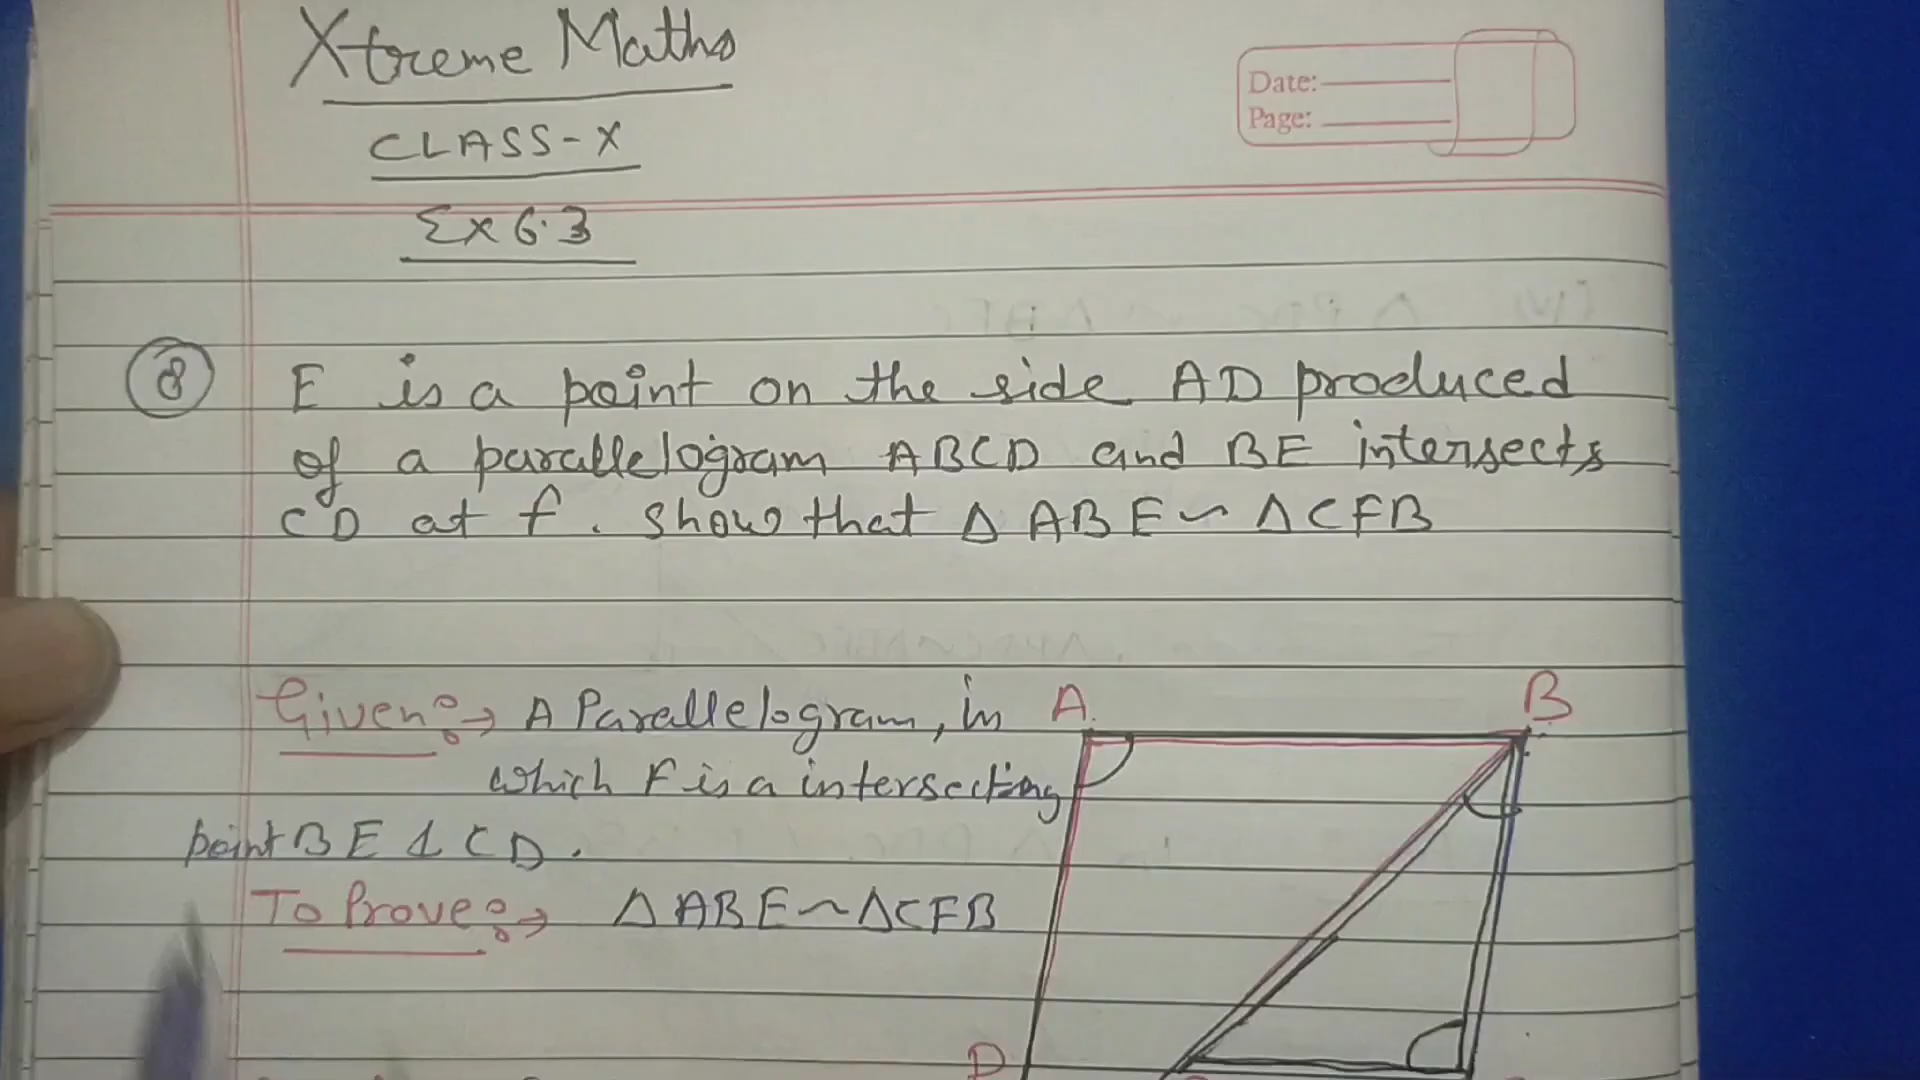 Xtreme Maths
CLASS-X
Ex 6.3
Date:
Page:
8 E is a point on the side AD produced
of a parallelogram ABCD and BE intersects
CD at f. show that Δ ABE ~ Δ CFB
Given:→ A Parallelogram, in
which F is a intersecting
point BE & CD.
To Prove:→ Δ ABE ~ Δ CFB
A
B
D